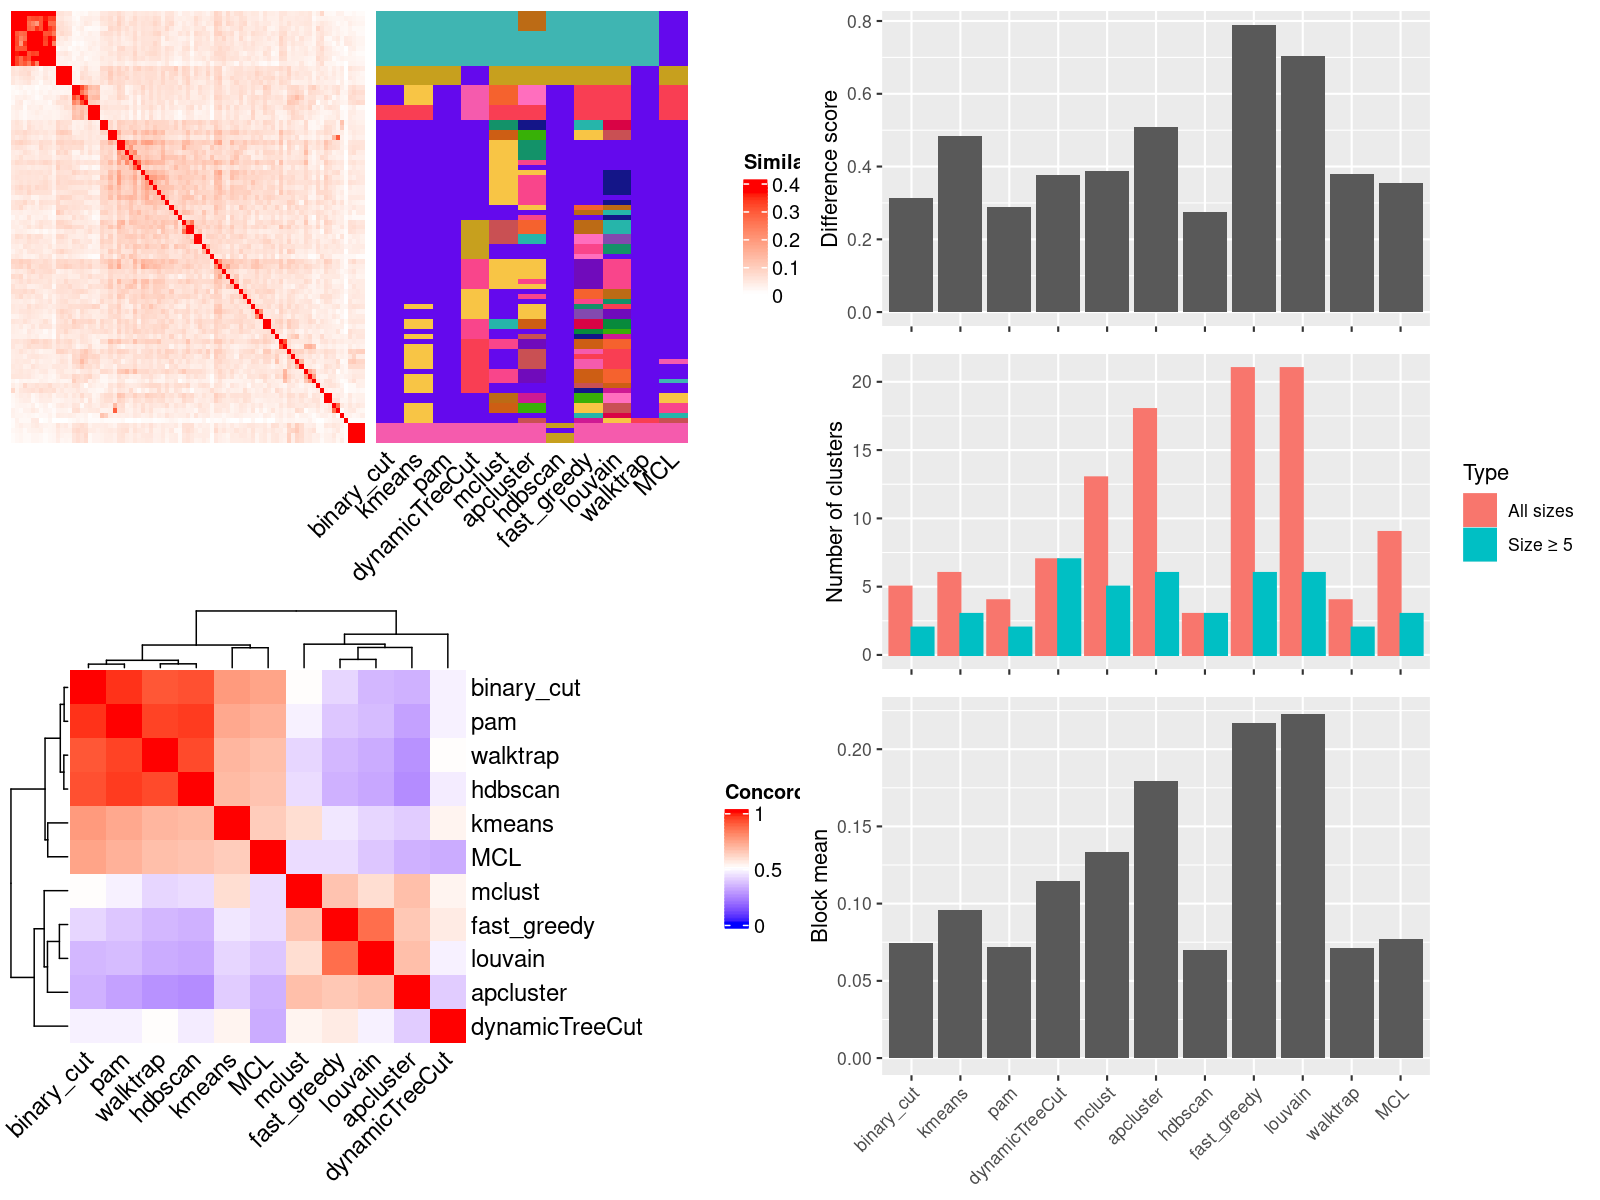 Simila
0.4
0.3
0.2
0.1
0
binary_cut
kmeans
pam
dynamicTreeCut
mclust
apcluster
hdbscan
fast_greedy
louvain
walktrap
MCL
binary_cut
pam
walktrap
hdbscan
kmeans
MCL
mclust
fast_greedy
louvain
apcluster
dynamicTreeCut
binary_cut
pam
walktrap
hdbscan
kmeans
MCL
mclust
fast_greedy
louvain
apcluster
dynamicTreeCut
Concord
1
0.5
0
Difference score
0.8
0.6
0.4
0.2
0.0
Number of clusters
20
15
10
5
0
Type
All sizes
Size ≥ 5
Block mean
0.20
0.15
0.10
0.05
0.00
binary_cut
kmeans
pam
dynamicTreeCut
mclust
apcluster
hdbscan
fast_greedy
louvain
walktrap
MCL